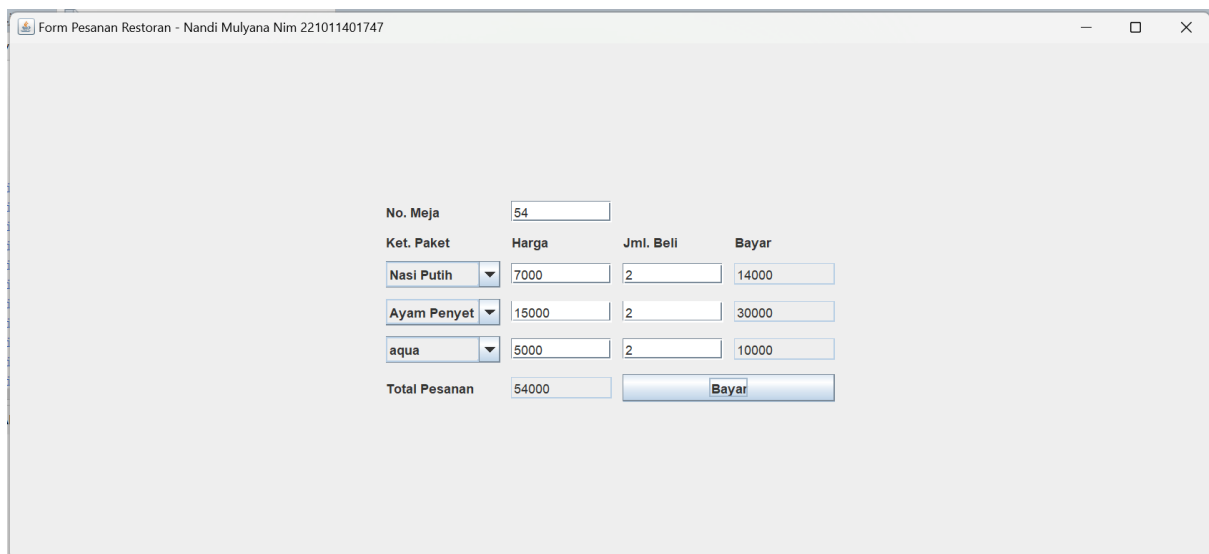 Form Pesanan Restoran - Nandi Mulyana Nim 221011401747
No. Meja 54
Ket. Paket Harga Jml. Beli Bayar
Nasi Putih 7000 2 14000
Ayam Penyet 15000 2 30000
aqua 5000 2 10000
Total Pesanan 54000 Bayar